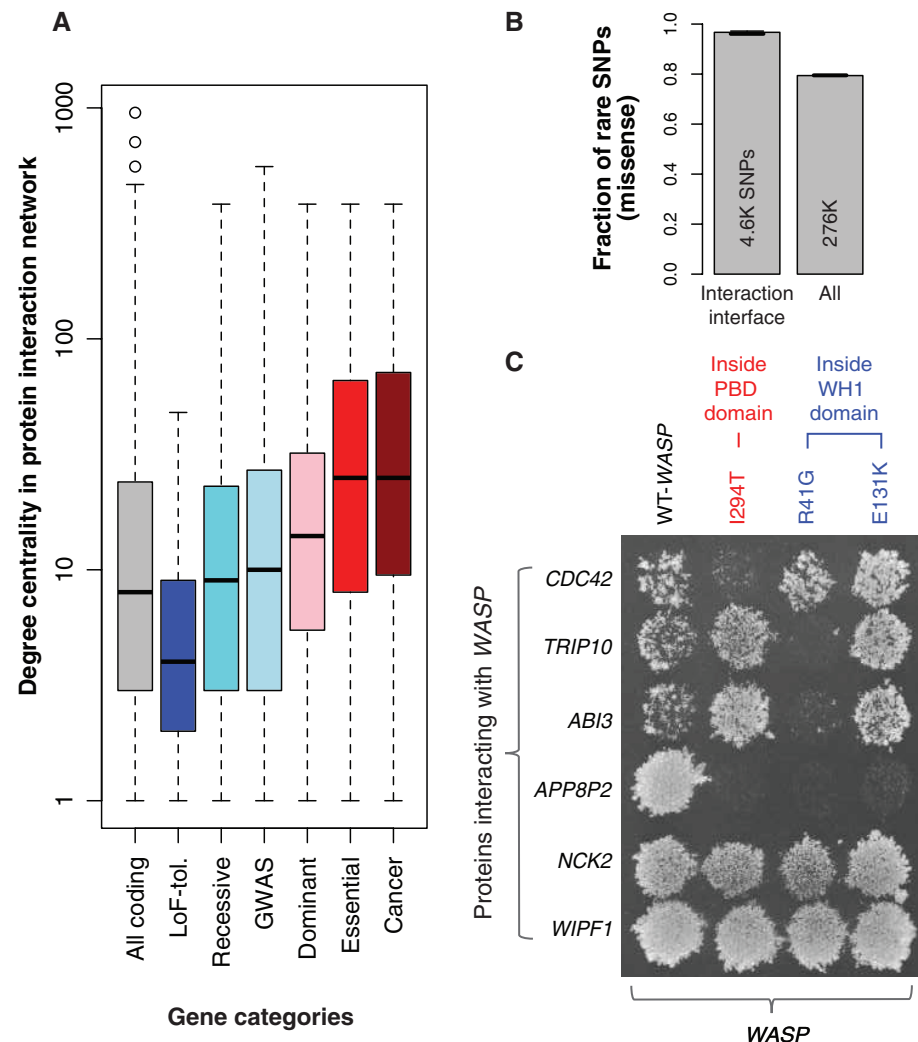 A
Degree centrality in protein interaction network
1000
100
10
1
All coding
LoF-tol.
Recessive
GWAS
Dominant
Essential
Cancer
Gene categories
B
Fraction of rare SNPs
(missense)
1.0
0.8
0.6
0.4
0.2
0.0
4.6K SNPs
276K
Interaction
interface
All
C
Inside
PBD
domain
Inside
WH1
domain
WT-WASP
I294T
R41G
E131K
Proteins interacting with WASP
CDC42
TRIP10
ABI3
APP8P2
NCK2
WIPF1
WASP